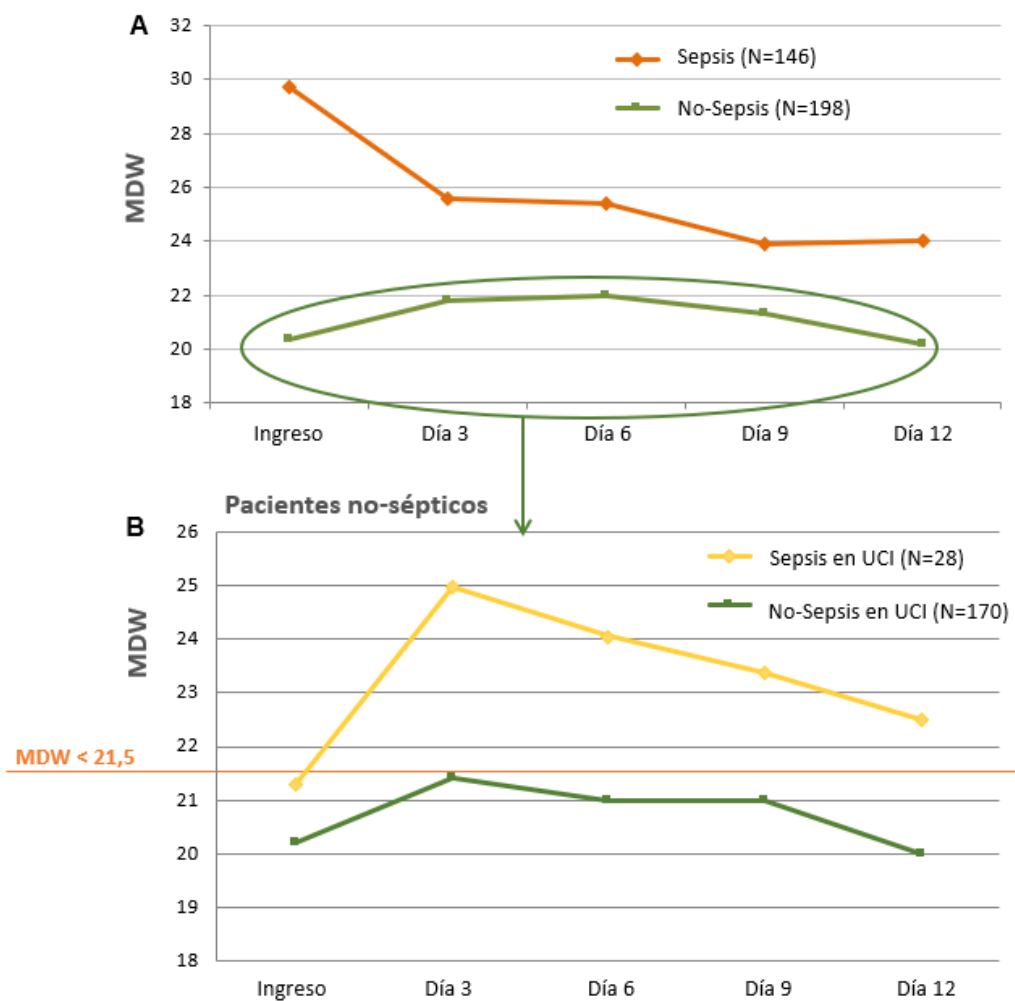 A
32
Sepsis (N=146)
30
No-Sepsis (N=198)
28
MDW
26
24
22
20
18
Ingreso Día 3 Día 6 Día 9 Día 12
Pacientes no-sépticos
B
26
Sepsis en UCI (N=28)
25
No-Sepsis en UCI (N=170)
24
MDW
23
22
MDW < 21,5
21
20
19
18
Ingreso Día 3 Día 6 Día 9 Día 12